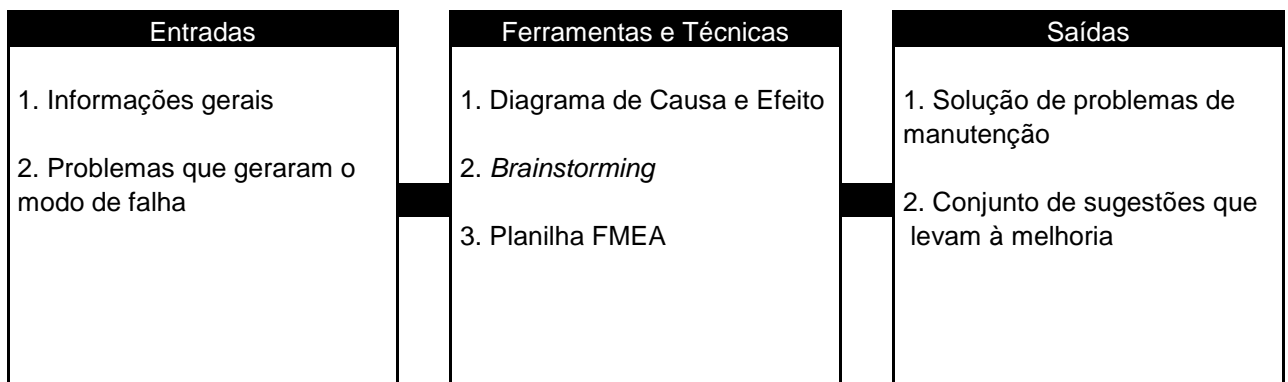 Entradas
1. Informações gerais
2. Problemas que geraram o
modo de falha
Ferramentas e Técnicas
1. Diagrama de Causa e Efeito
2. Brainstorming
3. Planilha FMEA
Saídas
1. Solução de problemas de
manutenção
2. Conjunto de sugestões que
levam à melhoria